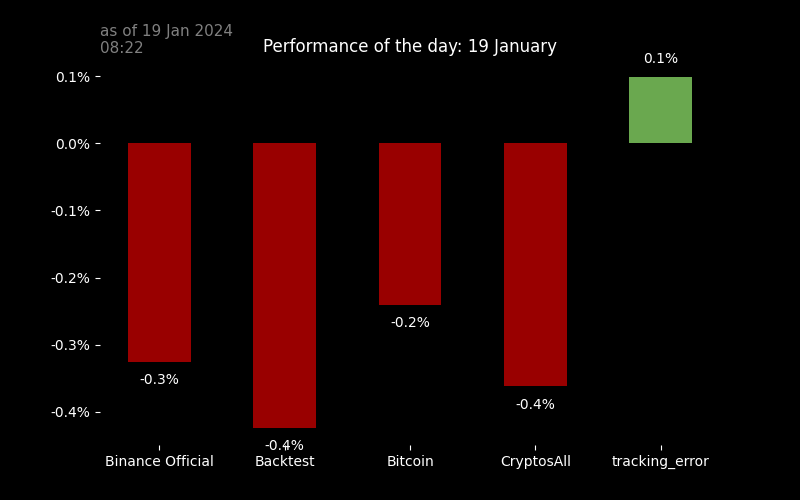 as of 19 Jan 2024
08:22
Performance of the day: 19 January
0.1%
0.1%
0.0%
-0.1%
-0.2%
-0.2%
-0.3%
-0.3%
-0.4%
-0.4%
-0.4%
Binance Official
Backtest
Bitcoin
CryptosAll
tracking_error